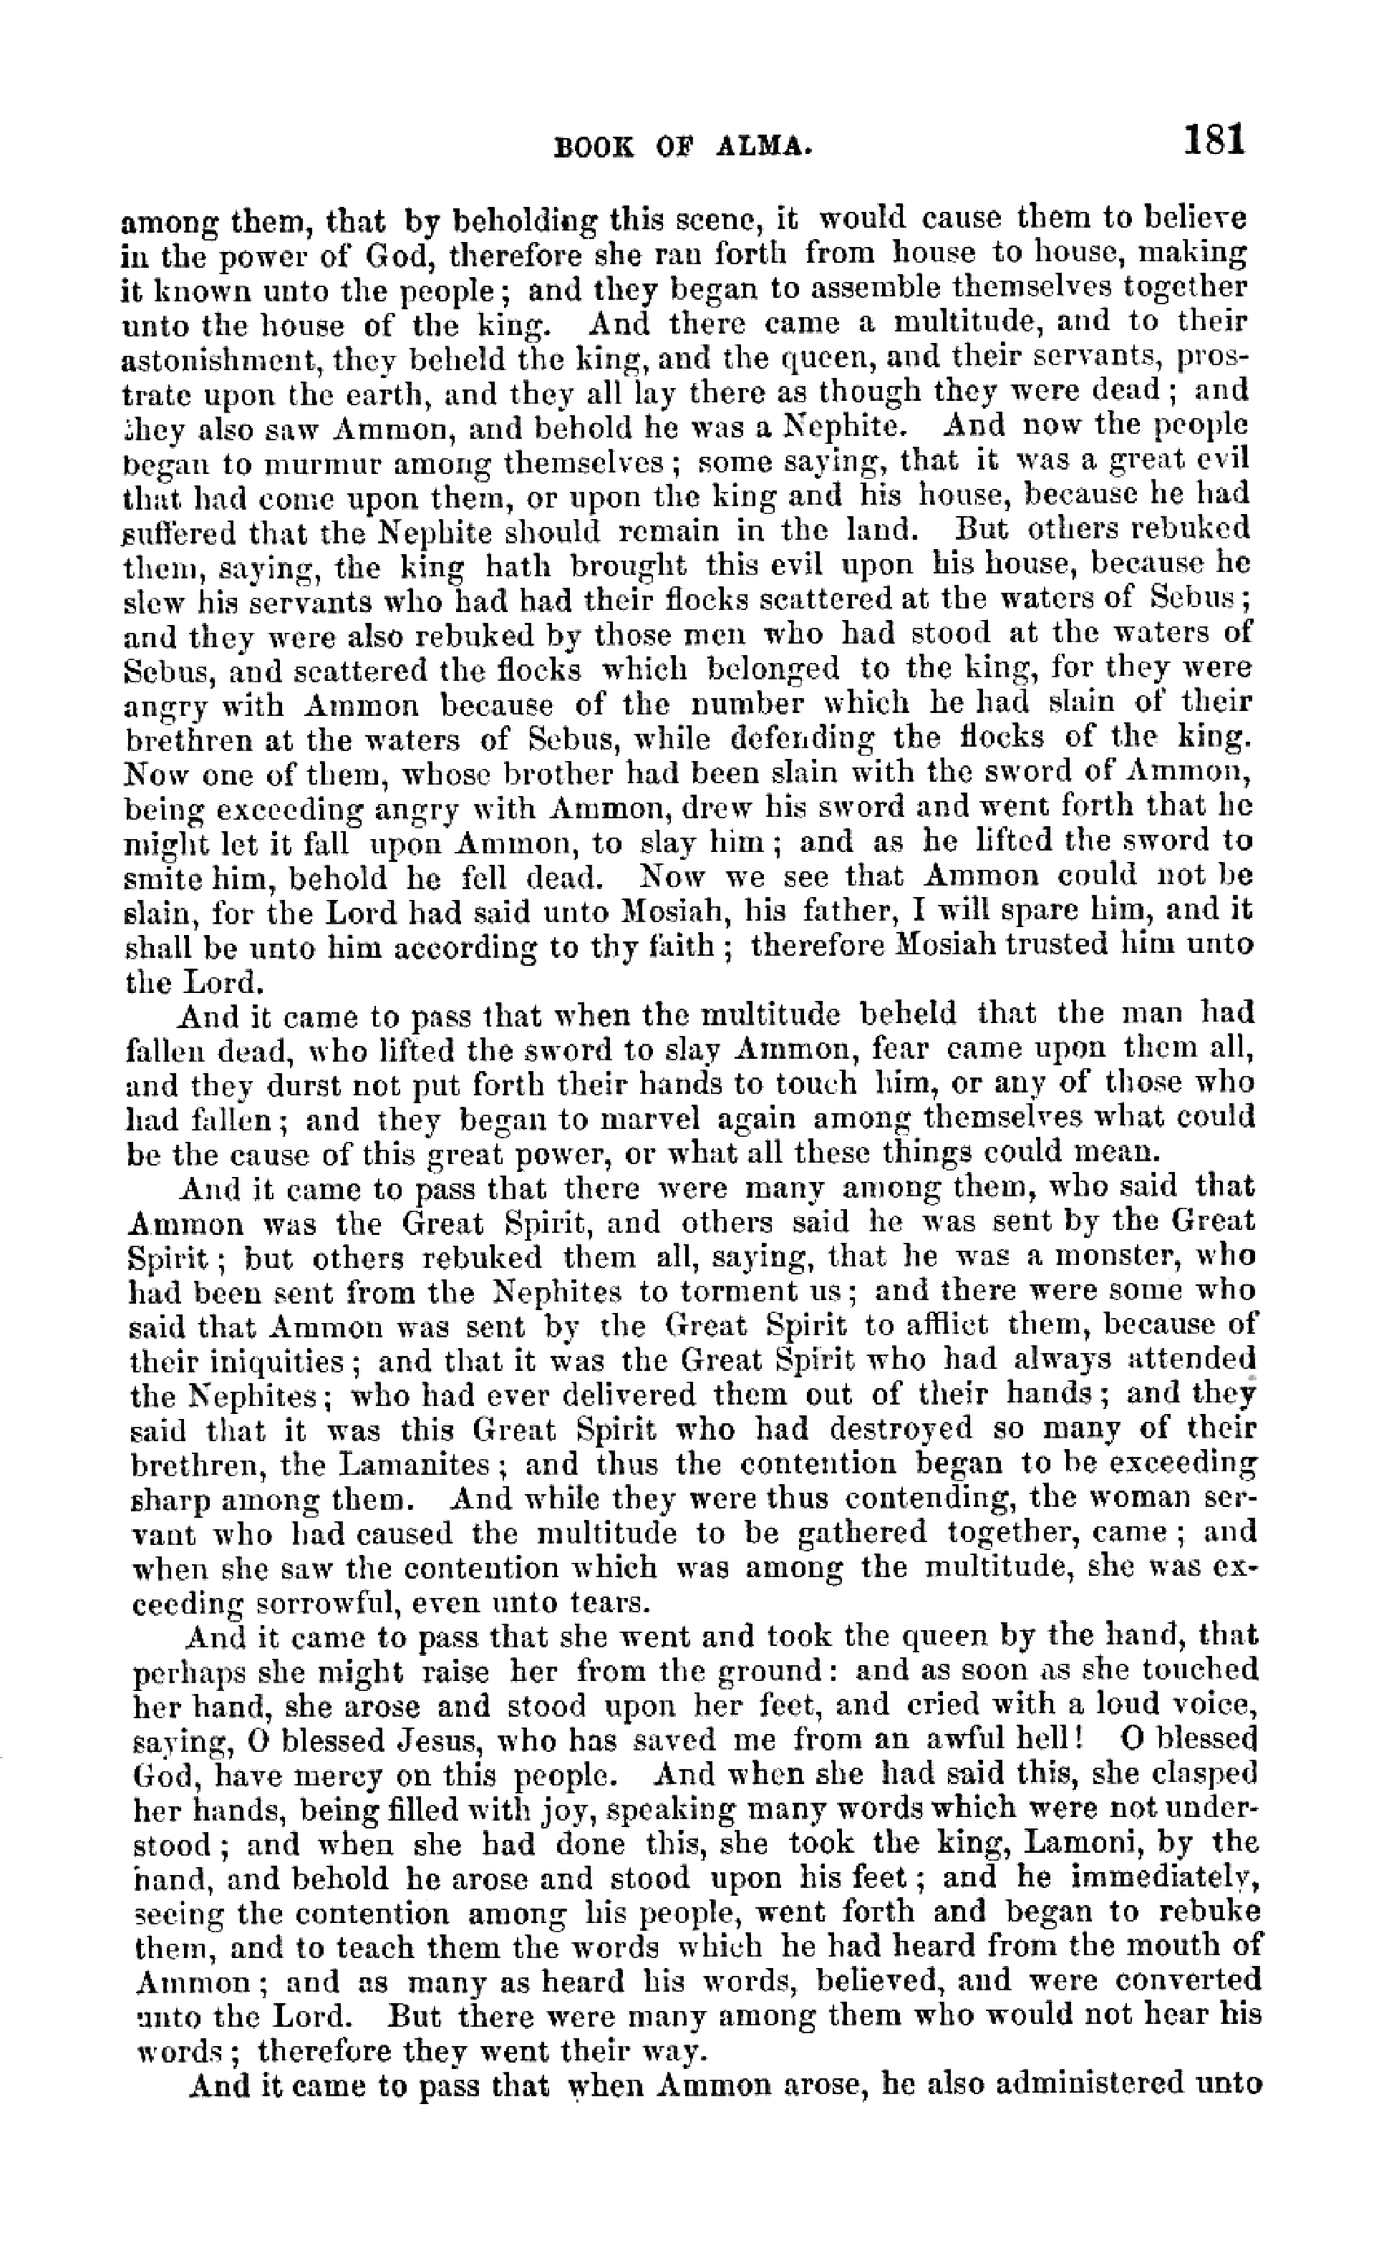 BOOK OF ALMA. 181
among them, that by beholding this scene, it would cause them to believe
in the power of God, therefore she ran forth from house to house, making
it known unto the people; and they began to assemble themselves together
unto the house of the king. And there came a multitude, and to their
astonishment, they beheld the king, and the queen, and their servants, pros-
trate upon the earth, and they all lay there as though they were dead; and
they also saw Ammon, and behold he was a Nephite. And now the people
began to murmur among themselves; some saying, that it was a great evil
that had come upon them, or upon the king and his house, because he had
suffered that the Nephite should remain in the land. But others rebuked
them, saying, the king hath brought this evil upon his house, because he
slew his servants who had had their flocks scattered at the waters of Sebus;
and they were also rebuked by those men who had stood at the waters of
Sebus, and scattered the flocks which belonged to the king, for they were
angry with Ammon because of the number which he had slain of their
brethren at the waters of Sebus, while defending the flocks of the king.
Now one of them, whose brother had been slain with the sword of Ammon,
being exceeding angry with Ammon, drew his sword and went forth that he
might let it fall upon Ammon, to slay him; and as he lifted the sword to
smite him, behold he fell dead. Now we see that Ammon could not be
slain, for the Lord had said unto Mosiah, his father, I will spare him, and it
shall be unto him according to thy faith; therefore Mosiah trusted him unto
the Lord.
And it came to pass that when the multitude beheld that the man had
fallen dead, who lifted the sword to slay Ammon, fear came upon them all,
and they durst not put forth their hands to touch him, or any of those who
had fallen; and they began to marvel again among themselves what could
be the cause of this great power, or what all these things could mean.
And it came to pass that there were many among them, who said that
Ammon was the Great Spirit, and others said he was sent by the Great
Spirit; but others rebuked them all, saying, that he was a monster, who
had been sent from the Nephites to torment us; and there were some who
said that Ammon was sent by the Great Spirit to afflict them, because of
their iniquities; and that it was the Great Spirit who had always attended
the Nephites; who had ever delivered them out of their hands; and they
said that it was this Great Spirit who had destroyed so many of their
brethren, the Lamanites; and thus the contention began to be exceeding
sharp among them. And while they were thus contending, the woman ser-
vant who had caused the multitude to be gathered together, came; and
when she saw the contention which was among the multitude, she was ex-
ceeding sorrowful, even unto tears.
And it came to pass that she went and took the queen by the hand, that
perhaps she might raise her from the ground: and as soon as she touched
her hand, she arose and stood upon her feet, and cried with a loud voice,
saying, O blessed Jesus, who has saved me from an awful hell! O blessed
God, have mercy on this people. And when she had said this, she clasped
her hands, being filled with joy, speaking many words which were not under-
stood; and when she had done this, she took the king, Lamoni, by the
hand, and behold he arose and stood upon his feet; and he immediately,
seeing the contention among his people, went forth and began to rebuke
them, and to teach them the words which he had heard from the mouth of
Ammon; and as many as heard his words, believed, and were converted
unto the Lord. But there were many among them who would not hear his
words; therefore they went their way.
And it came to pass that when Ammon arose, he also administered unto